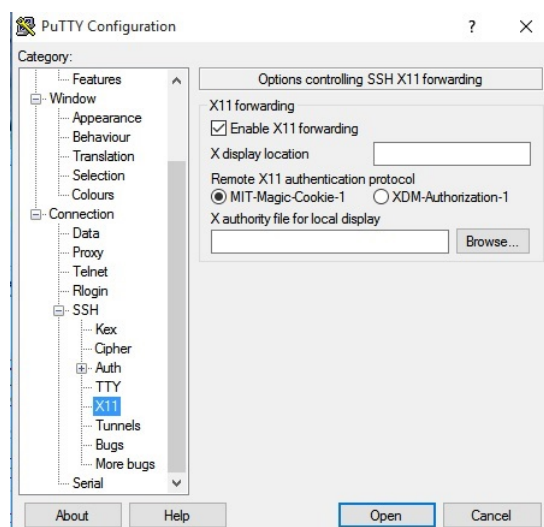 PuTTY Configuration
?
Category:
Features
Window
Appearance
Behaviour
Translation
Selection
Colours
Connection
Data
Proxy
Telnet
Rlogin
SSH
Kex
Cipher
Auth
TTY
X11
Tunnels
Bugs
More bugs
Serial
Options controlling SSH X11 forwarding
X11 forwarding
Enable X11 forwarding
X display location
Remote X11 authentication protocol
MIT-Magic-Cookie-1 XDM-Authorization-1
X authority file for local display
Browse...
About Help Open Cancel